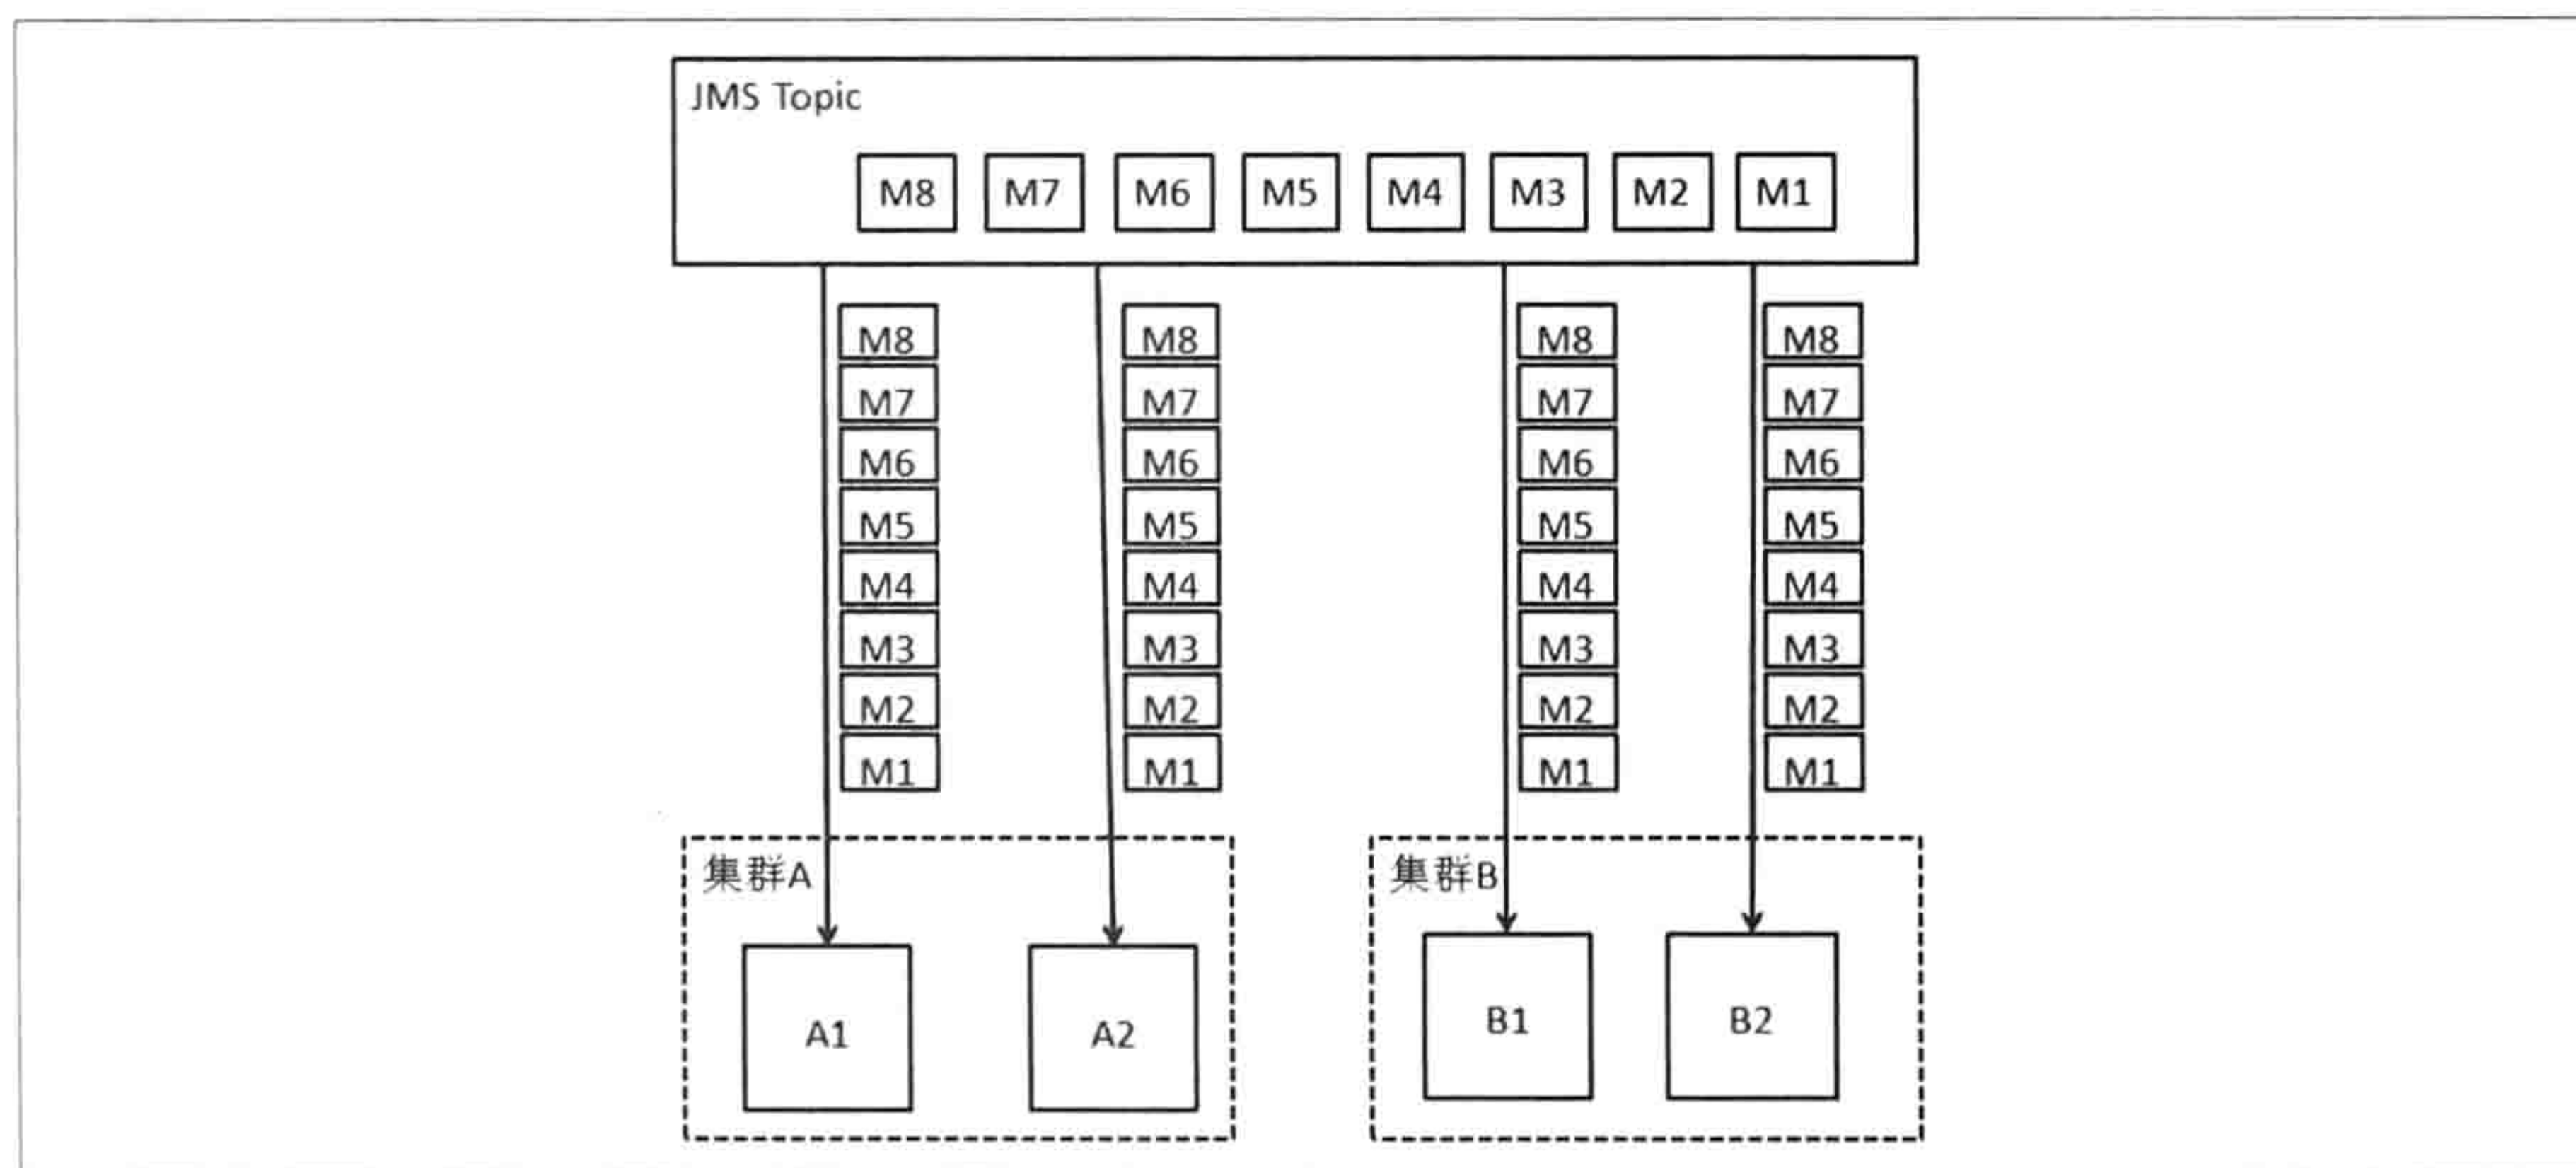 JMS Topic
M8 M7 M6 M5 M4 M3 M2 M1
M8 M8 M8 M8
M7 M7 M7 M7
M6 M6 M6 M6
M5 M5 M5 M5
M4 M4 M4 M4
M3 M3 M3 M3
M2 M2 M2 M2
M1 M1 M1 M1
集群A 集群B
A1 A2 B1 B2